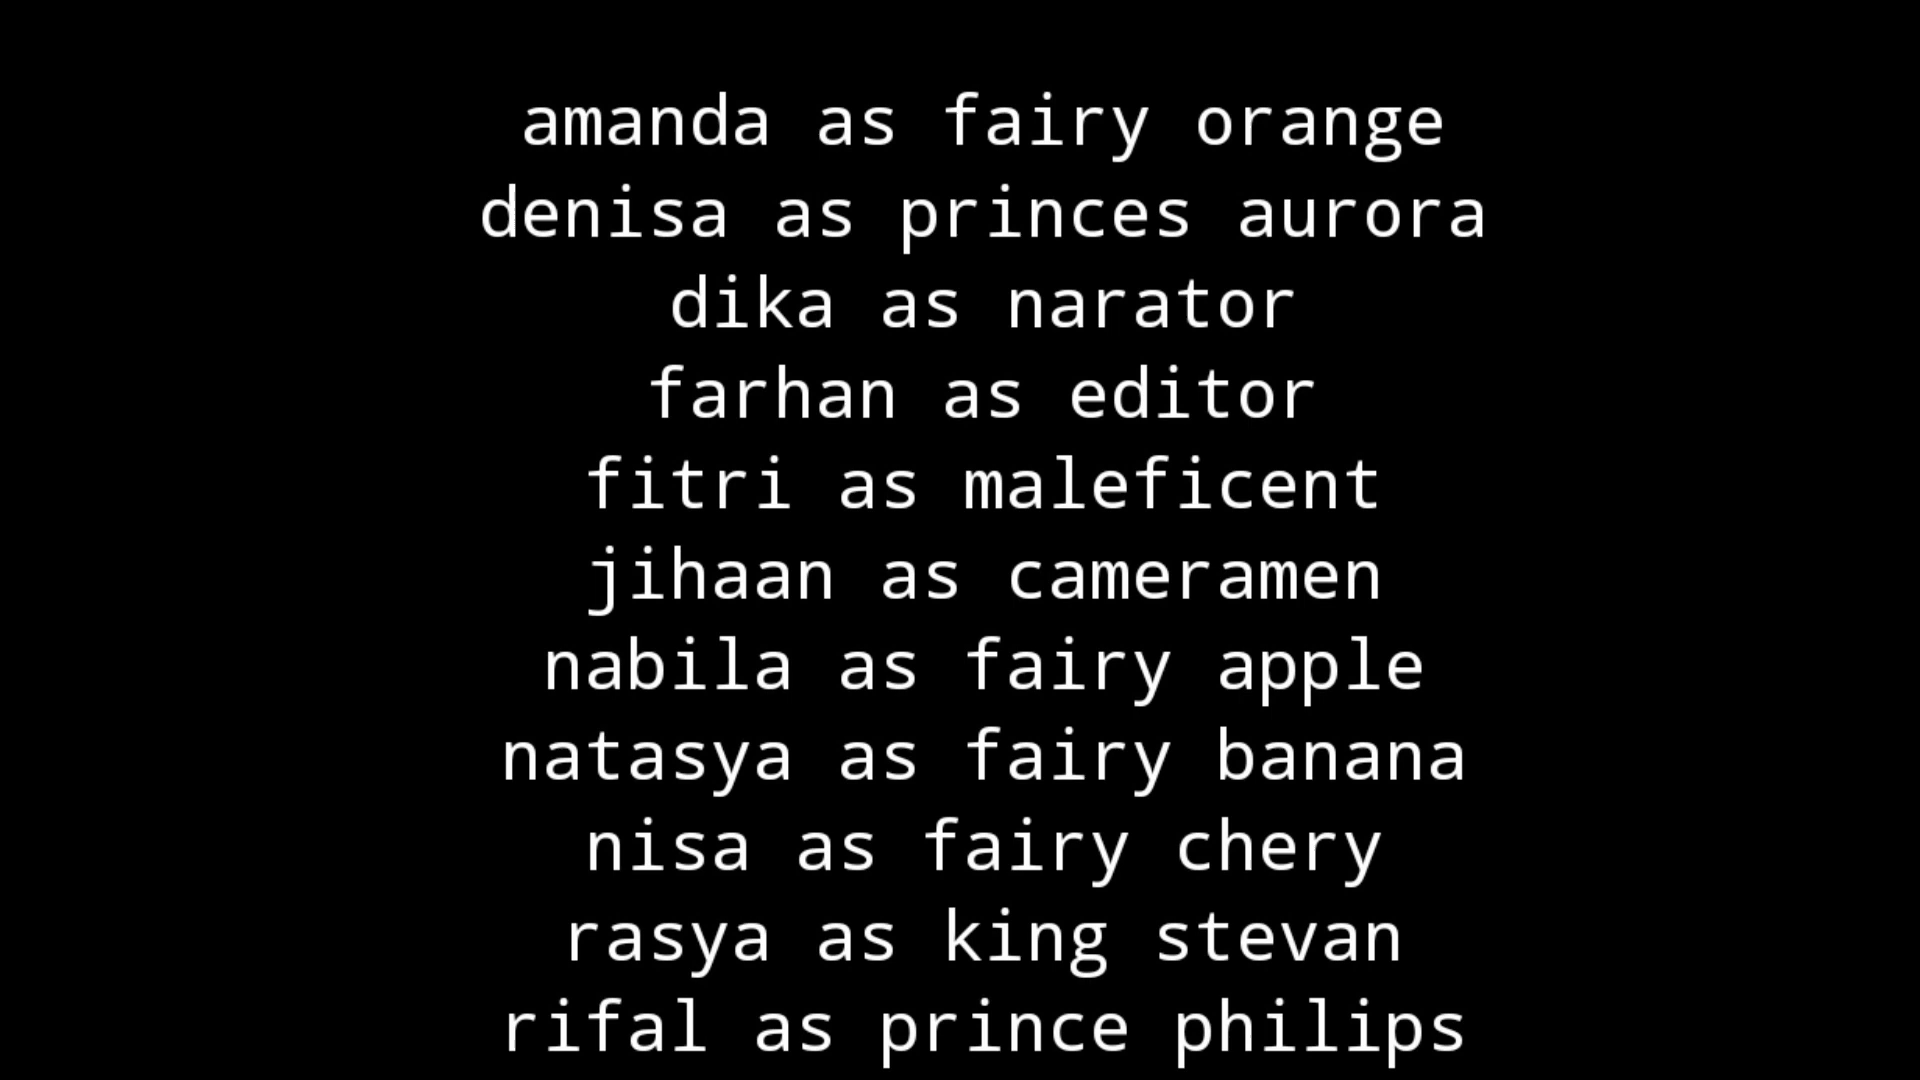 amanda as fairy orange
denisa as princes aurora
dika as narator
farhan as editor
fitri as maleficent
jihaan as cameramen
nabila as fairy apple
natasya as fairy banana
nisa as fairy chery
rasya as king stevan
rifal as prince philips